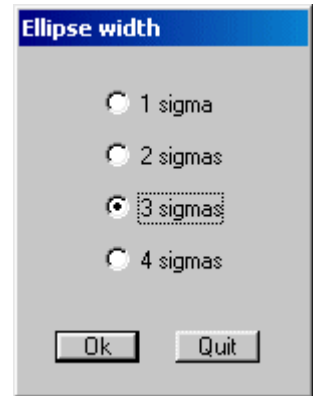 Ellipse width
1 sigma
2 sigmas
3 sigmas
4 sigmas
Ok Quit